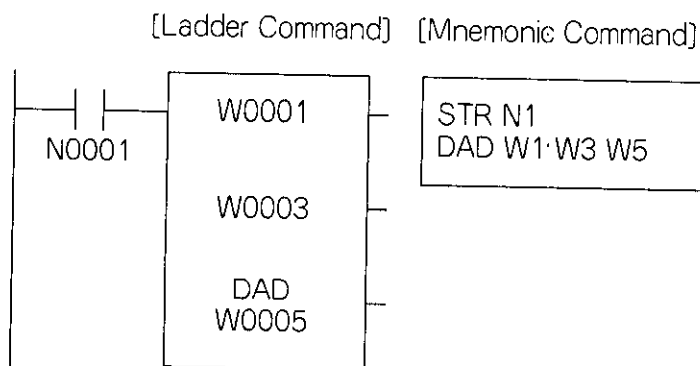 [Ladder Command] [Mnemonic Command]
W0001
N0001
W0003
DAD
W0005
STR N1
DAD W1 W3 W5